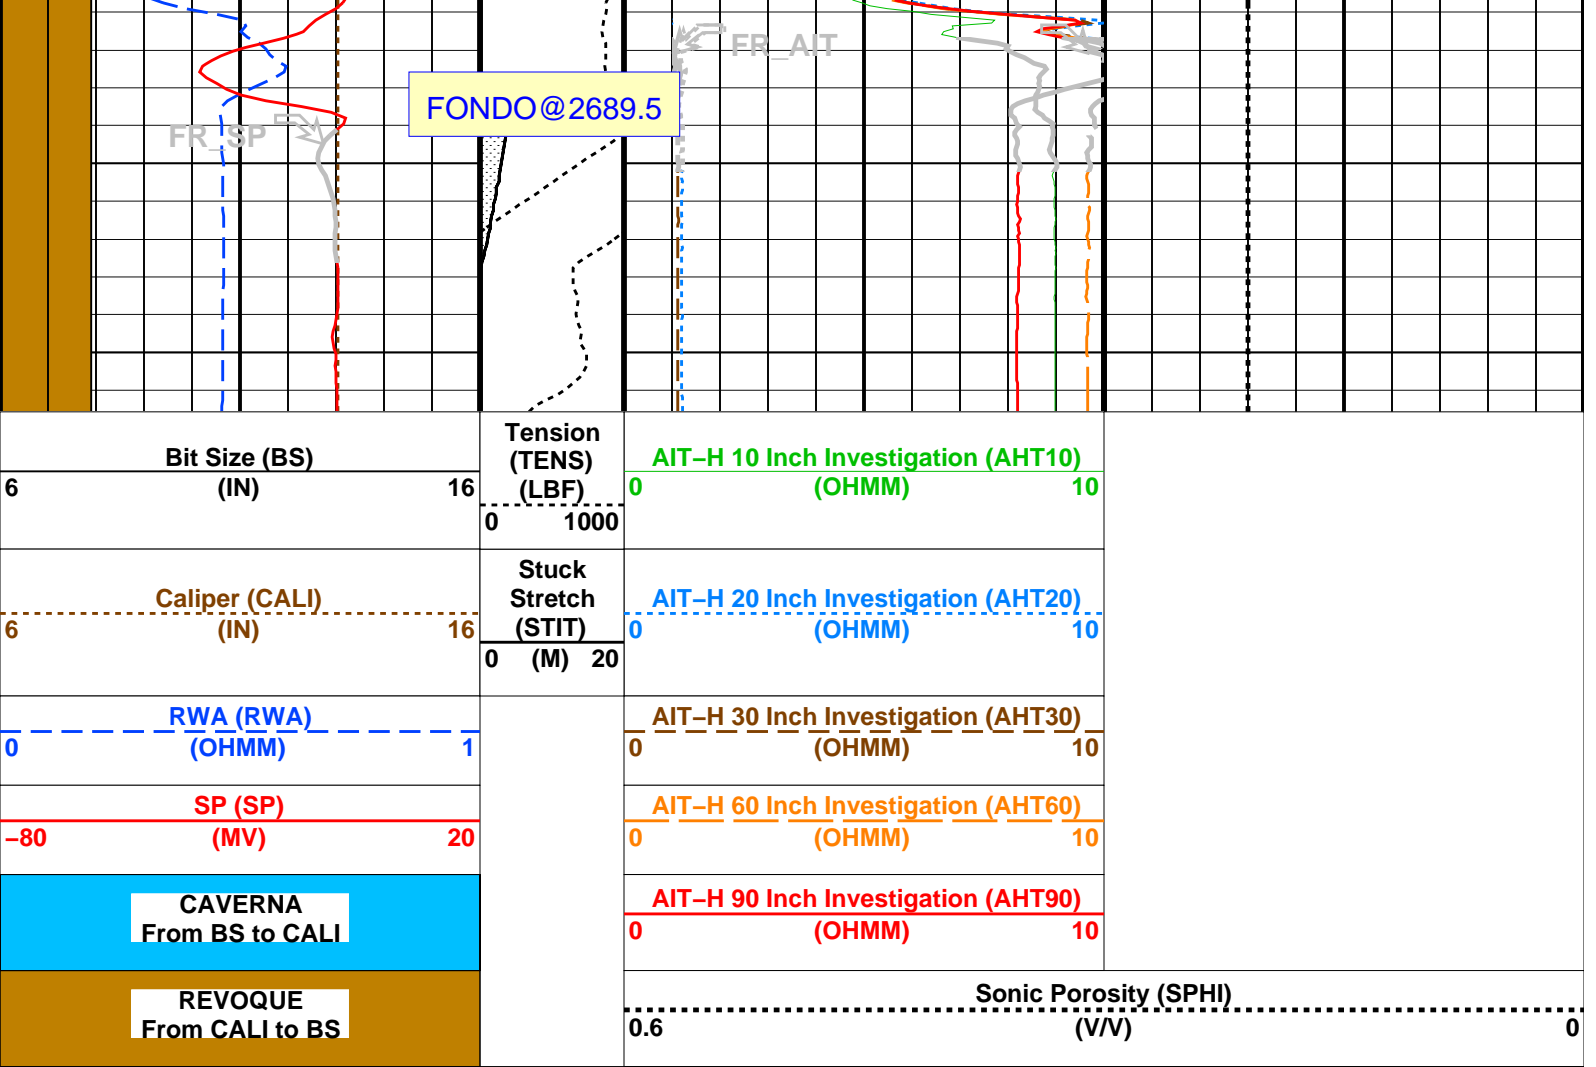 FR_AIT
FONDO@2689.5
FR_SP
Bit Size (BS)
6 (IN) 16
Tension
(TENS)
(LBF)
0 1000
AIT–H 10 Inch Investigation (AHT10)
0 (OHMM) 10
Caliper (CALI)
6 (IN) 16
Stuck
Stretch
(STIT)
0 (M) 20
AIT–H 20 Inch Investigation (AHT20)
0 (OHMM) 10
RWA (RWA)
0 (OHMM) 1
AIT–H 30 Inch Investigation (AHT30)
0 (OHMM) 10
SP (SP)
–80 (MV) 20
AIT–H 60 Inch Investigation (AHT60)
0 (OHMM) 10
CAVERNA
From BS to CALI
AIT–H 90 Inch Investigation (AHT90)
0 (OHMM) 10
REVOQUE
From CALI to BS
Sonic Porosity (SPHI)
0.6 (V/V) 0